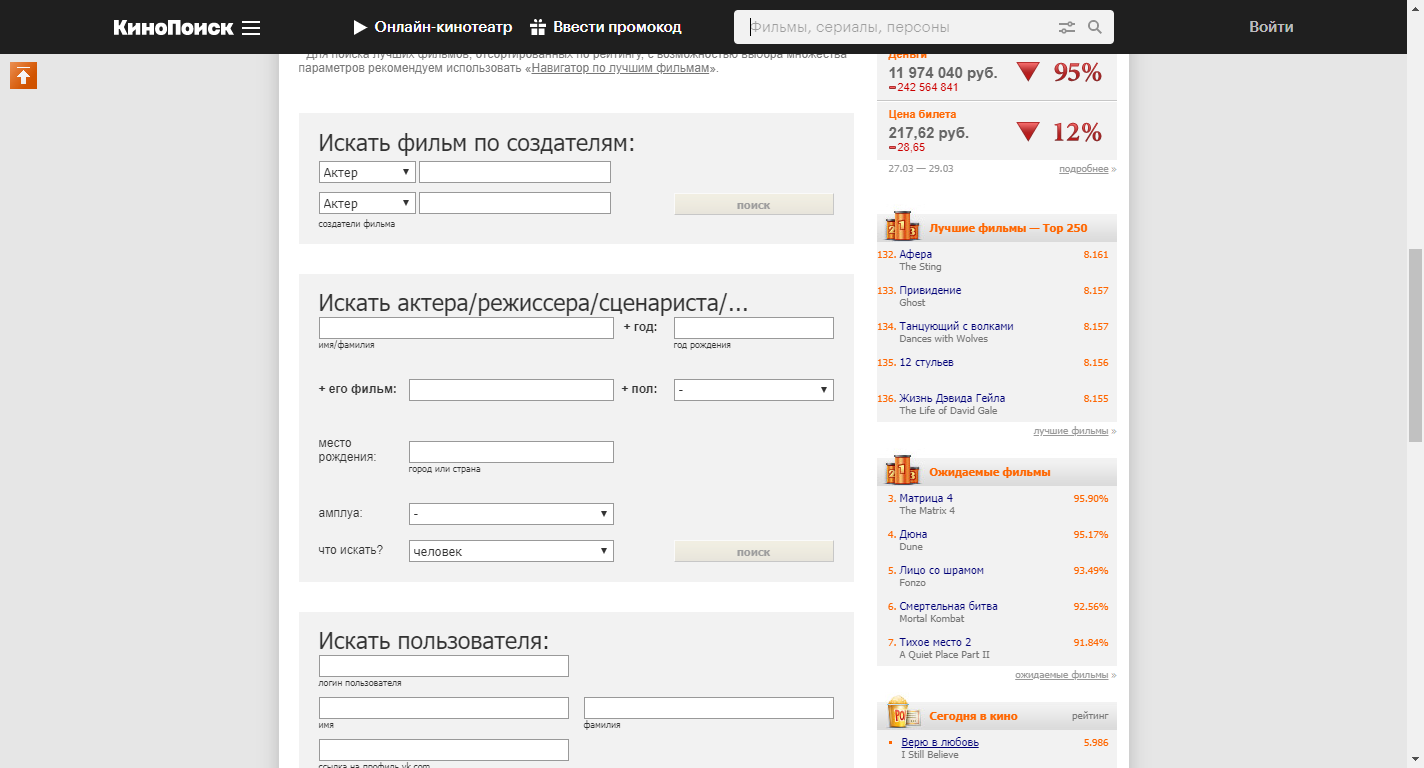 КиноПоиск
Онлайн-кинотеатр
Ввести промокод
Фильмы, сериалы, персоны
Войти
Для поиска лучших фильмов, отсортированных по рейтингу, с возможностью выбора множества
параметров рекомендуем использовать «Навигатор по лучшим фильмам».
Искать фильм по создателям:
Актер
Актер
поиск
создатели фильма
Искать актера/режиссера/сценариста/...
+ год:
имя/фамилия
год рождения
+ его фильм:
+ пол:
-
место
рождения:
город или страна
амплуа:
-
что искать?
человек
поиск
Искать пользователя:
логин пользователя
имя
фамилия
ссылка на профиль vk.com
Деньги
11 974 040 руб.
95%
242 564 841
Цена билета
217,62 руб.
12%
28,65
27.03 — 29.03
подробнее »
Лучшие фильмы — Top 250
132. Афера 8.161
The Sting
133. Привидение 8.157
Ghost
134. Танцующий с волками 8.157
Dances with Wolves
135. 12 стульев 8.156
136. Жизнь Дэвида Гейла 8.155
The Life of David Gale
лучшие фильмы »
Ожидаемые фильмы
3. Матрица 4 95.90%
The Matrix 4
4. Дюна 95.17%
Dune
5. Лицо со шрамом 93.49%
Fonzo
6. Смертельная битва 92.56%
Mortal Kombat
7. Тихое место 2 91.84%
A Quiet Place Part II
ожидаемые фильмы »
Сегодня в кино рейтинг
Верю в любовь 5.986
I Still Believe